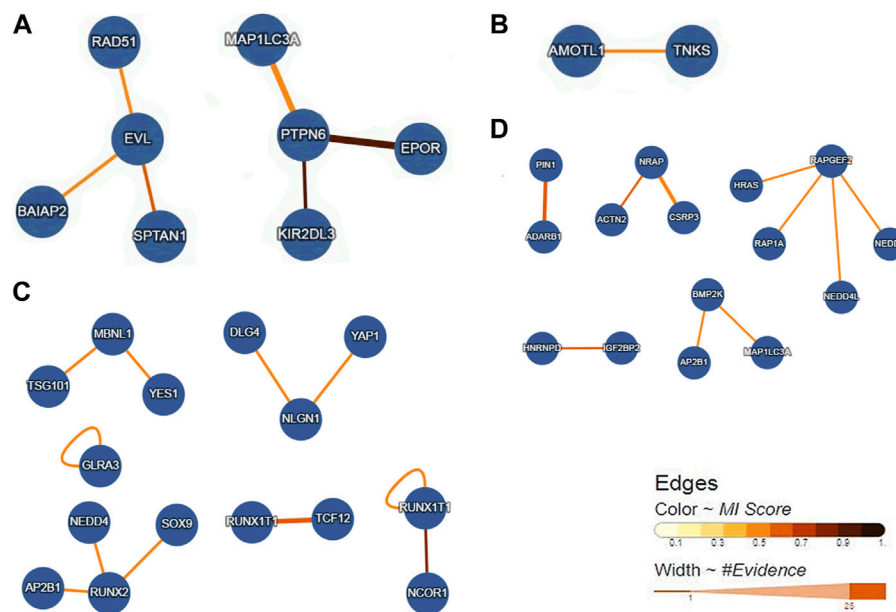 A
RAD51
EVL
BAIAP2
SPTAN1
MAP1LC3A
PTPN6
EPOR
KIR2DL3
B
AMOTL1
TNKS
C
MBNL1
TSG101
YES1
DLG4
YAP1
NLGN1
GLRA3
NEDD4
SOX9
AP2B1
RUNX2
RUNX1T1
TCF12
RUNX1T1
NCOR1
D
PIN1
ADARB1
NRAP
ACTN2
CSRP3
RAPGEF2
HRAS
RAP1A
NEDD
NEDD4L
BMP2K
AP2B1
MAP1LC3A
HNRNPD
IGF2BP2
Edges
Color ~ MI Score
0.1 0.3 0.5 0.7 0.9 1.
Width ~ #Evidence
1
25